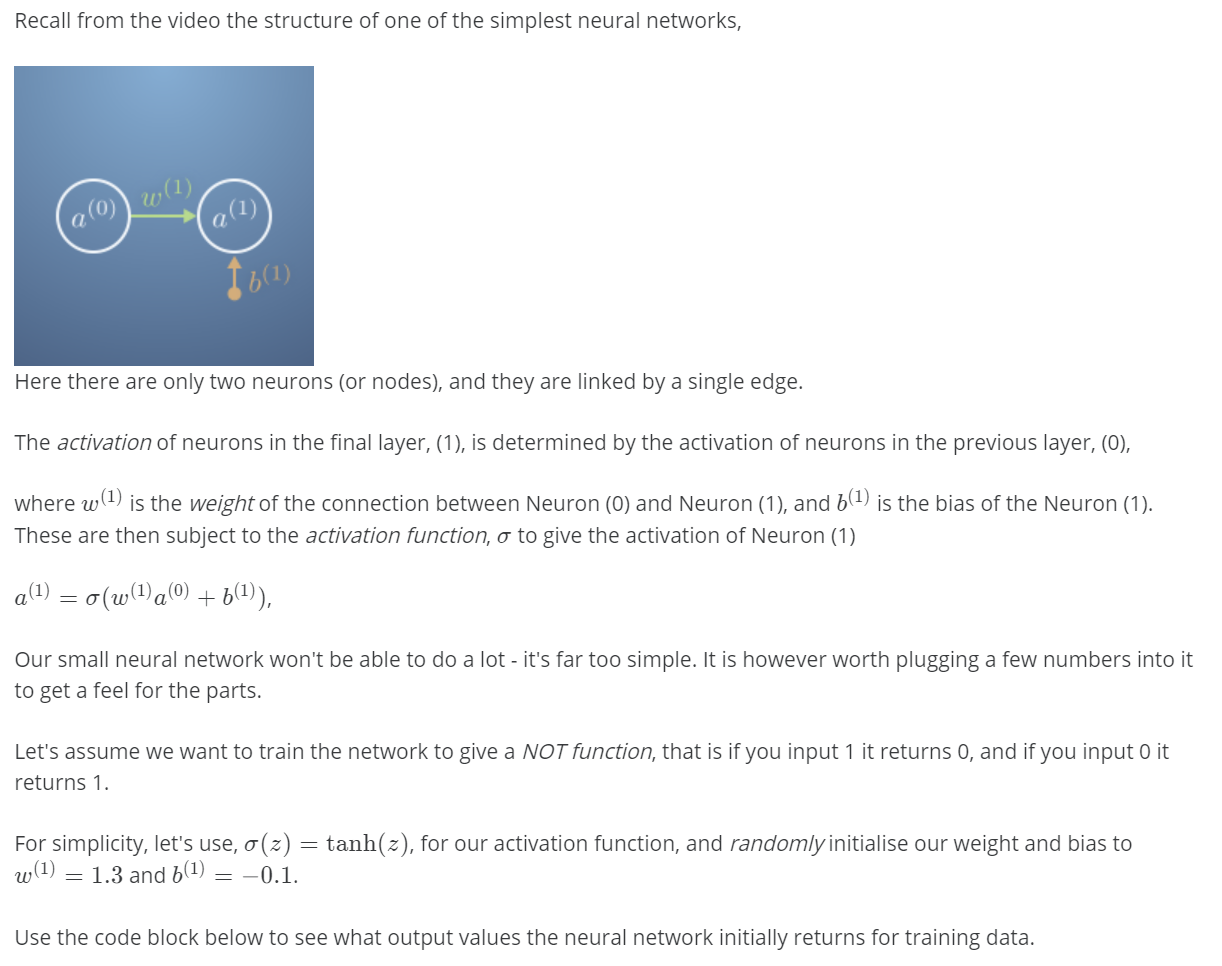 Recall from the video the structure of one of the simplest neural networks,
a^(0) w^(1) a^(1)
b^(1)
Here there are only two neurons (or nodes), and they are linked by a single edge.
The activation of neurons in the final layer, (1), is determined by the activation of neurons in the previous layer, (0),
where w^(1) is the weight of the connection between Neuron (0) and Neuron (1), and b^(1) is the bias of the Neuron (1).
These are then subject to the activation function, σ to give the activation of Neuron (1)
a^(1) = σ(w^(1)a^(0) + b^(1)),
Our small neural network won't be able to do a lot - it's far too simple. It is however worth plugging a few numbers into it
to get a feel for the parts.
Let's assume we want to train the network to give a NOT function, that is if you input 1 it returns 0, and if you input 0 it
returns 1.
For simplicity, let's use, σ(z) = tanh(z), for our activation function, and randomly initialise our weight and bias to
w^(1) = 1.3 and b^(1) = −0.1.
Use the code block below to see what output values the neural network initially returns for training data.